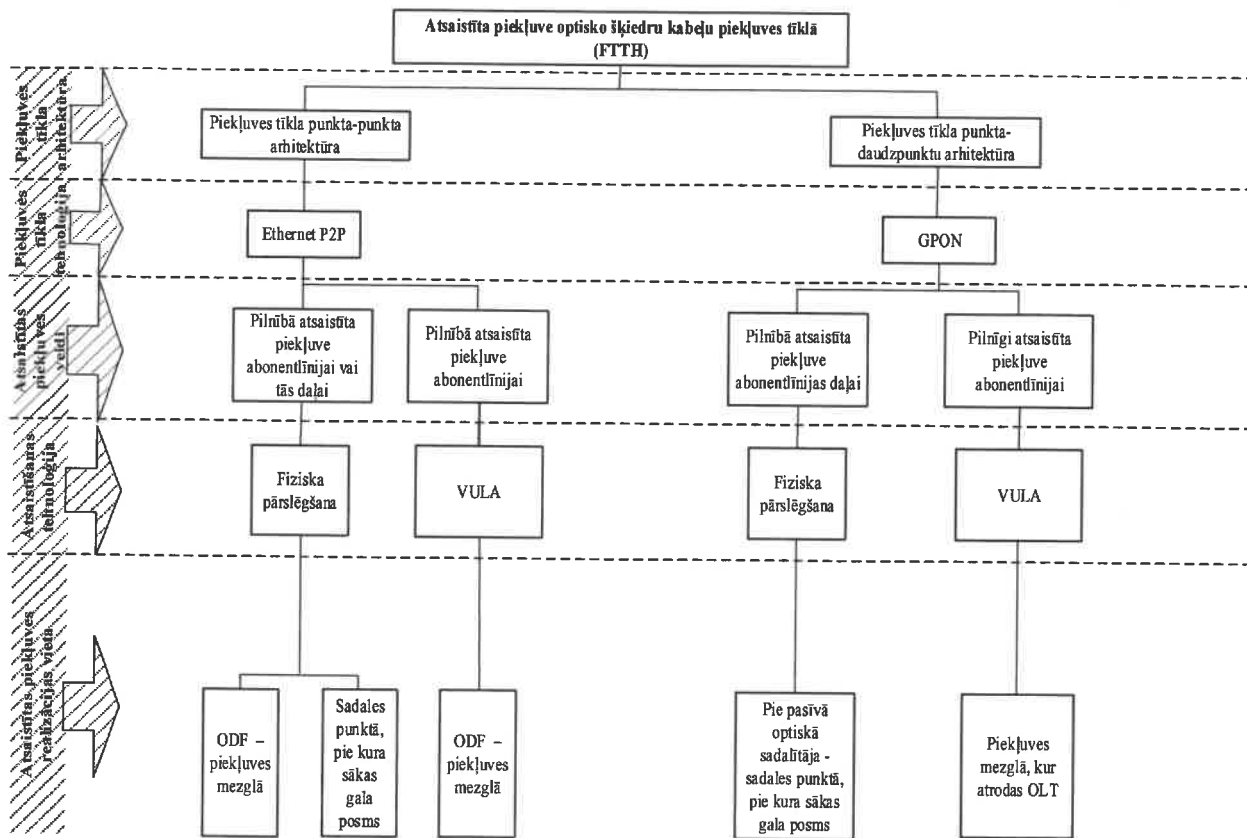 Atsaistīta piekļuve optisko šķiedru kabeļu piekļuves tīklā
(FTTH)
Piekļuves
tīkla
arhitektūra
Piekļuves tīkla punkta-punkta
arhitektūra
Piekļuves tīkla punkta-
daudzpunktu arhitektūra
Piekļuves
tīkla
tehnoloģija
Ethernet P2P
GPON
Atsaistītas
piekļuves
veidi
Pilnībā atsaistīta
piekļuve
abonentlīnijai vai
tās daļai
Pilnībā atsaistīta
piekļuve
abonentlīnijai
Pilnībā atsaistīta
piekļuve
abonentlīnijas daļai
Pilnīgi atsaistīta
piekļuve
abonentlīnijai
Atsaistīšanas
tehnoloģija
Fiziska
pārslēgšana
VULA
Fiziska
pārslēgšana
VULA
Atsaistītas piekļuves
realizācijas vieta
ODF –
piekļuves
mezglā
Sadales
punktā,
pie kura
sākas
gala
posms
ODF –
piekļuves
mezglā
Pie pasīvā
optiskā
sadalītāja -
sadales punktā,
pie kura sākas
gala posms
Piekļuves
mezglā, kur
atrodas OLT